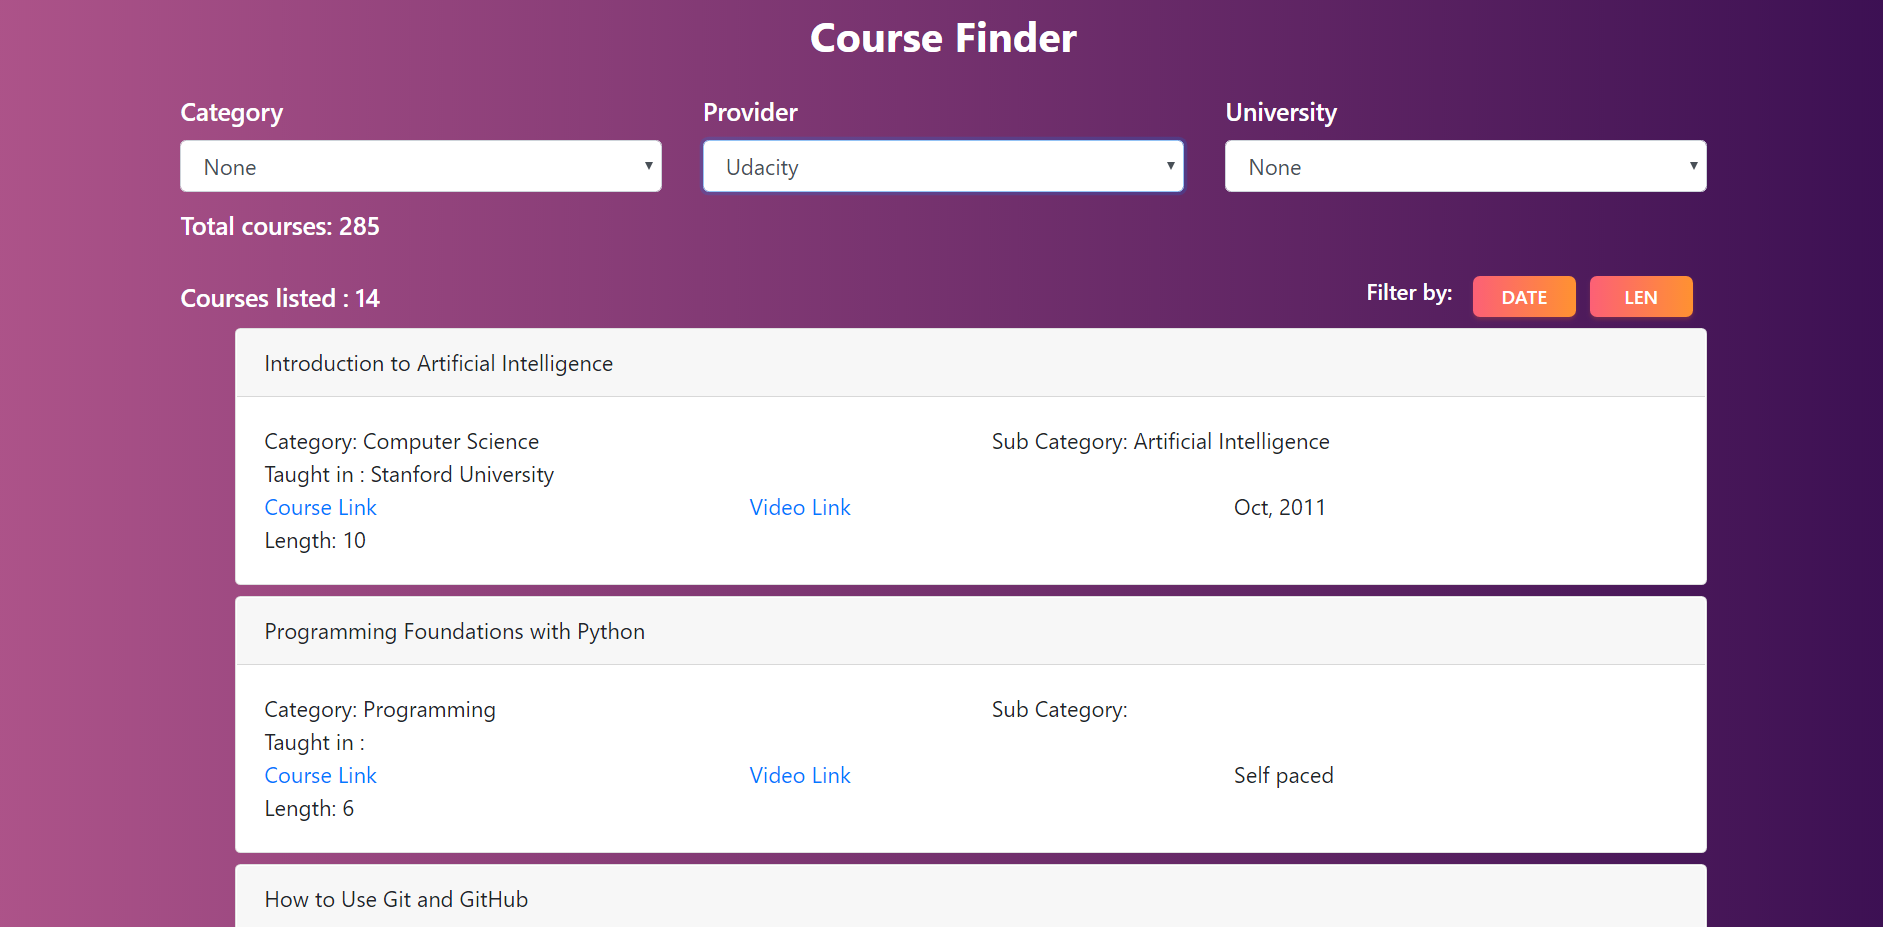 Course Finder
Category
Provider
University
None
Udacity
None
Total courses: 285
Courses listed : 14
Filter by:
DATE
LEN
Introduction to Artificial Intelligence
Category: Computer Science
Sub Category: Artificial Intelligence
Taught in : Stanford University
Course Link
Video Link
Oct, 2011
Length: 10
Programming Foundations with Python
Category: Programming
Sub Category:
Taught in :
Course Link
Video Link
Self paced
Length: 6
How to Use Git and GitHub